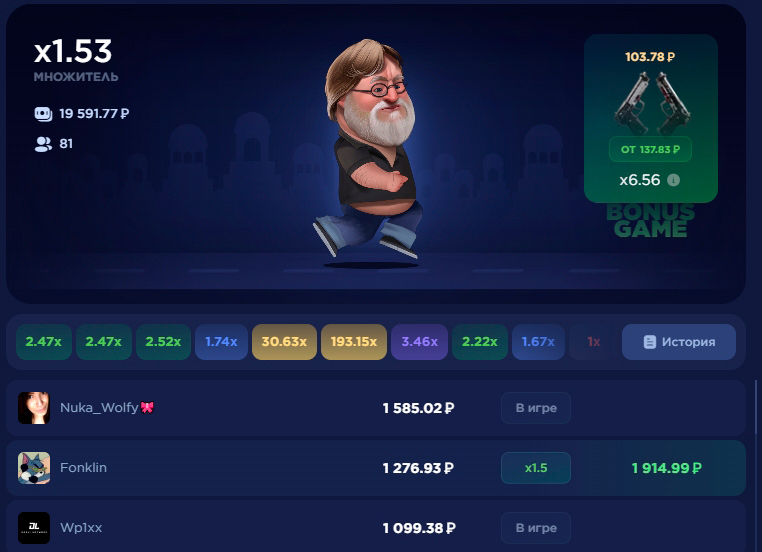 x1.53
МНОЖИТЕЛЬ
19 591.77 ₽
81
103.78 ₽
ОТ 137.83 ₽
x6.56
BONUS
GAME
2.47x 2.47x 2.52x 1.74x 30.63x 193.15x 3.46x 2.22x 1.67x 1x История
Nuka_Wolfy🎀 1 585.02 ₽ В игре
Fonklin 1 276.93 ₽ x1.5 1 914.99 ₽
Wp1xx 1 099.38 ₽ В игре